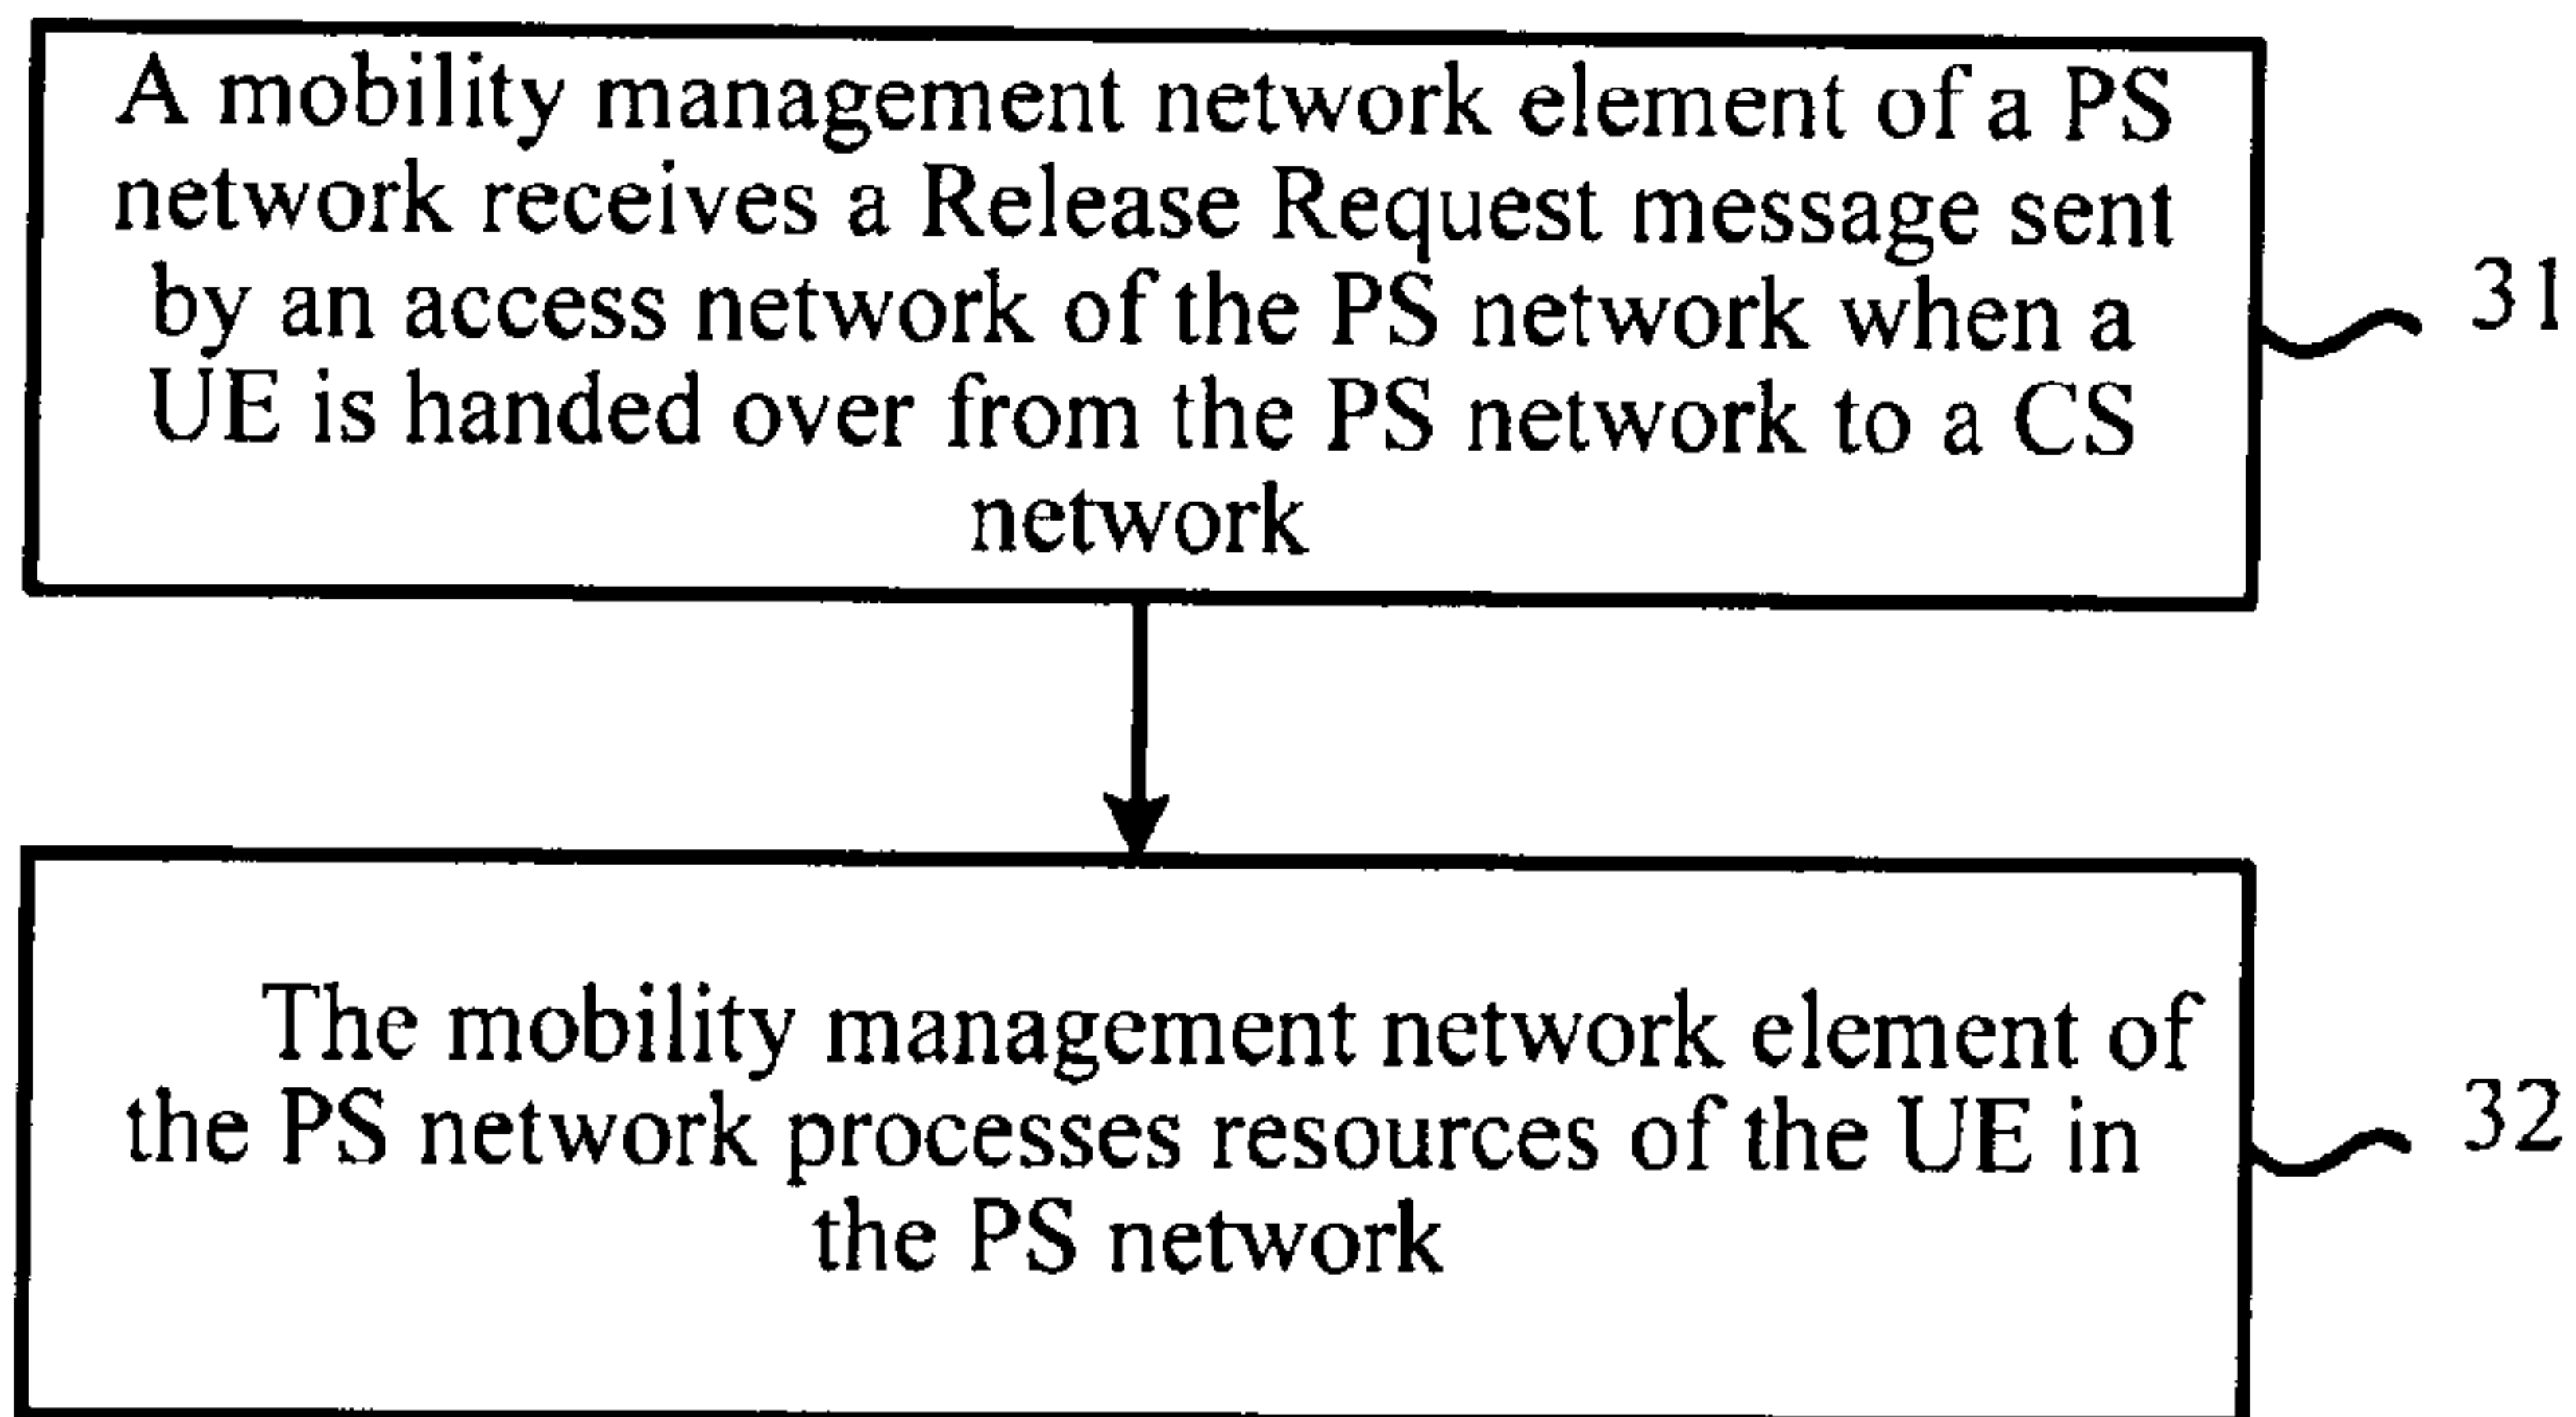 A mobility management network element of a PS
network receives a Release Request message sent
by an access network of the PS network when a
UE is handed over from the PS network to a CS
network
31
The mobility management network element of
the PS network processes resources of the UE in
the PS network
32